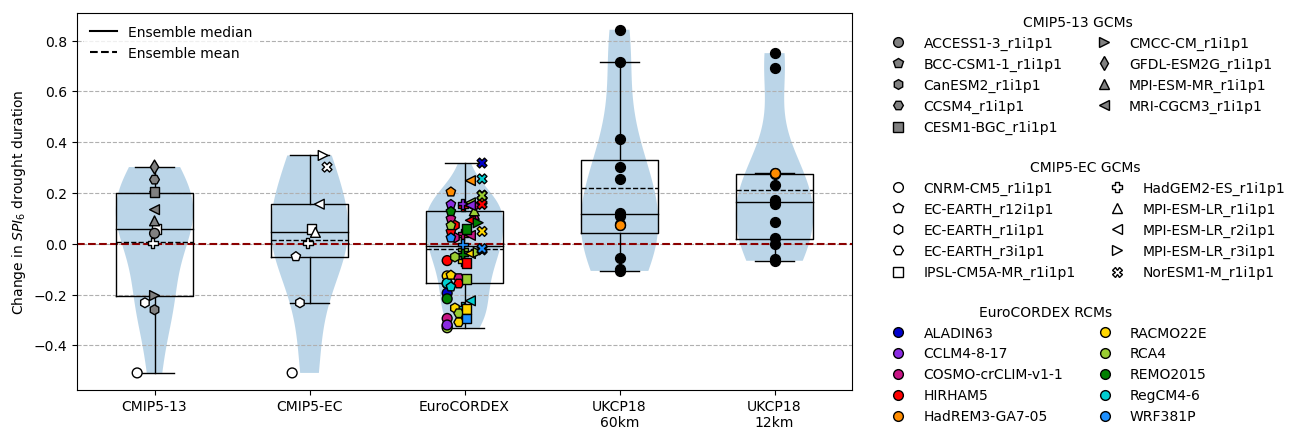 Ensemble median
Ensemble mean
Change in SPI6 drought duration
0.8
0.6
0.4
0.2
0.0
−0.2
−0.4
CMIP5-13
CMIP5-EC
EuroCORDEX
UKCP18
60km
UKCP18
12km
CMIP5-13 GCMs
ACCESS1-3_r1i1p1
BCC-CSM1-1_r1i1p1
CanESM2_r1i1p1
CCSM4_r1i1p1
CESM1-BGC_r1i1p1
CMCC-CM_r1i1p1
GFDL-ESM2G_r1i1p1
MPI-ESM-MR_r1i1p1
MRI-CGCM3_r1i1p1
CMIP5-EC GCMs
CNRM-CM5_r1i1p1
EC-EARTH_r12i1p1
EC-EARTH_r1i1p1
EC-EARTH_r3i1p1
IPSL-CM5A-MR_r1i1p1
HadGEM2-ES_r1i1p1
MPI-ESM-LR_r1i1p1
MPI-ESM-LR_r2i1p1
MPI-ESM-LR_r3i1p1
NorESM1-M_r1i1p1
EuroCORDEX RCMs
ALADIN63
CCLM4-8-17
COSMO-crCLIM-v1-1
HIRHAM5
HadREM3-GA7-05
RACMO22E
RCA4
REMO2015
RegCM4-6
WRF381P